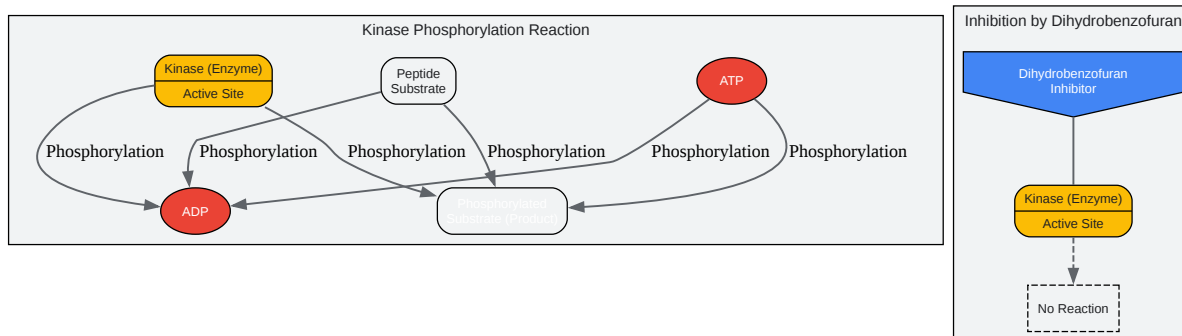 Kinase Phosphorylation Reaction
Kinase (Enzyme)
Active Site
Peptide
Substrate
ATP
Phosphorylation
Phosphorylation
Phosphorylation
Phosphorylation
Phosphorylation
Phosphorylation
ADP
Phosphorylated
Substrate (Product)
Inhibition by Dihydrobenzofuran
Dihydrobenzofuran
Inhibitor
Kinase (Enzyme)
Active Site
No Reaction